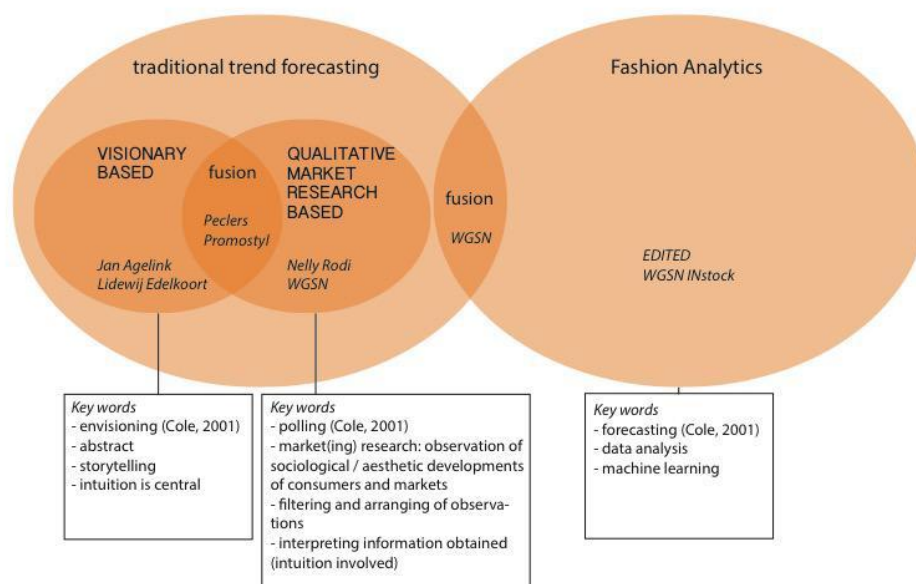 traditional trend forecasting
Fashion Analytics
VISIONARY
BASED
fusion
QUALITATIVE
MARKET
RESEARCH
BASED
Peclers
Promostyl
Jan Agelink
Lidewij Edelkoort
Nelly Rodi
WGSN
fusion
WGSN
EDITED
WGSN INstock
Key words
- envisioning (Cole, 2001)
- abstract
- storytelling
- intuition is central
Key words
- polling (Cole, 2001)
- market(ing) research: observation of
sociological / aesthetic developments
of consumers and markets
- filtering and arranging of observa-
tions
- interpreting information obtained
(intuition involved)
Key words
- forecasting (Cole, 2001)
- data analysis
- machine learning